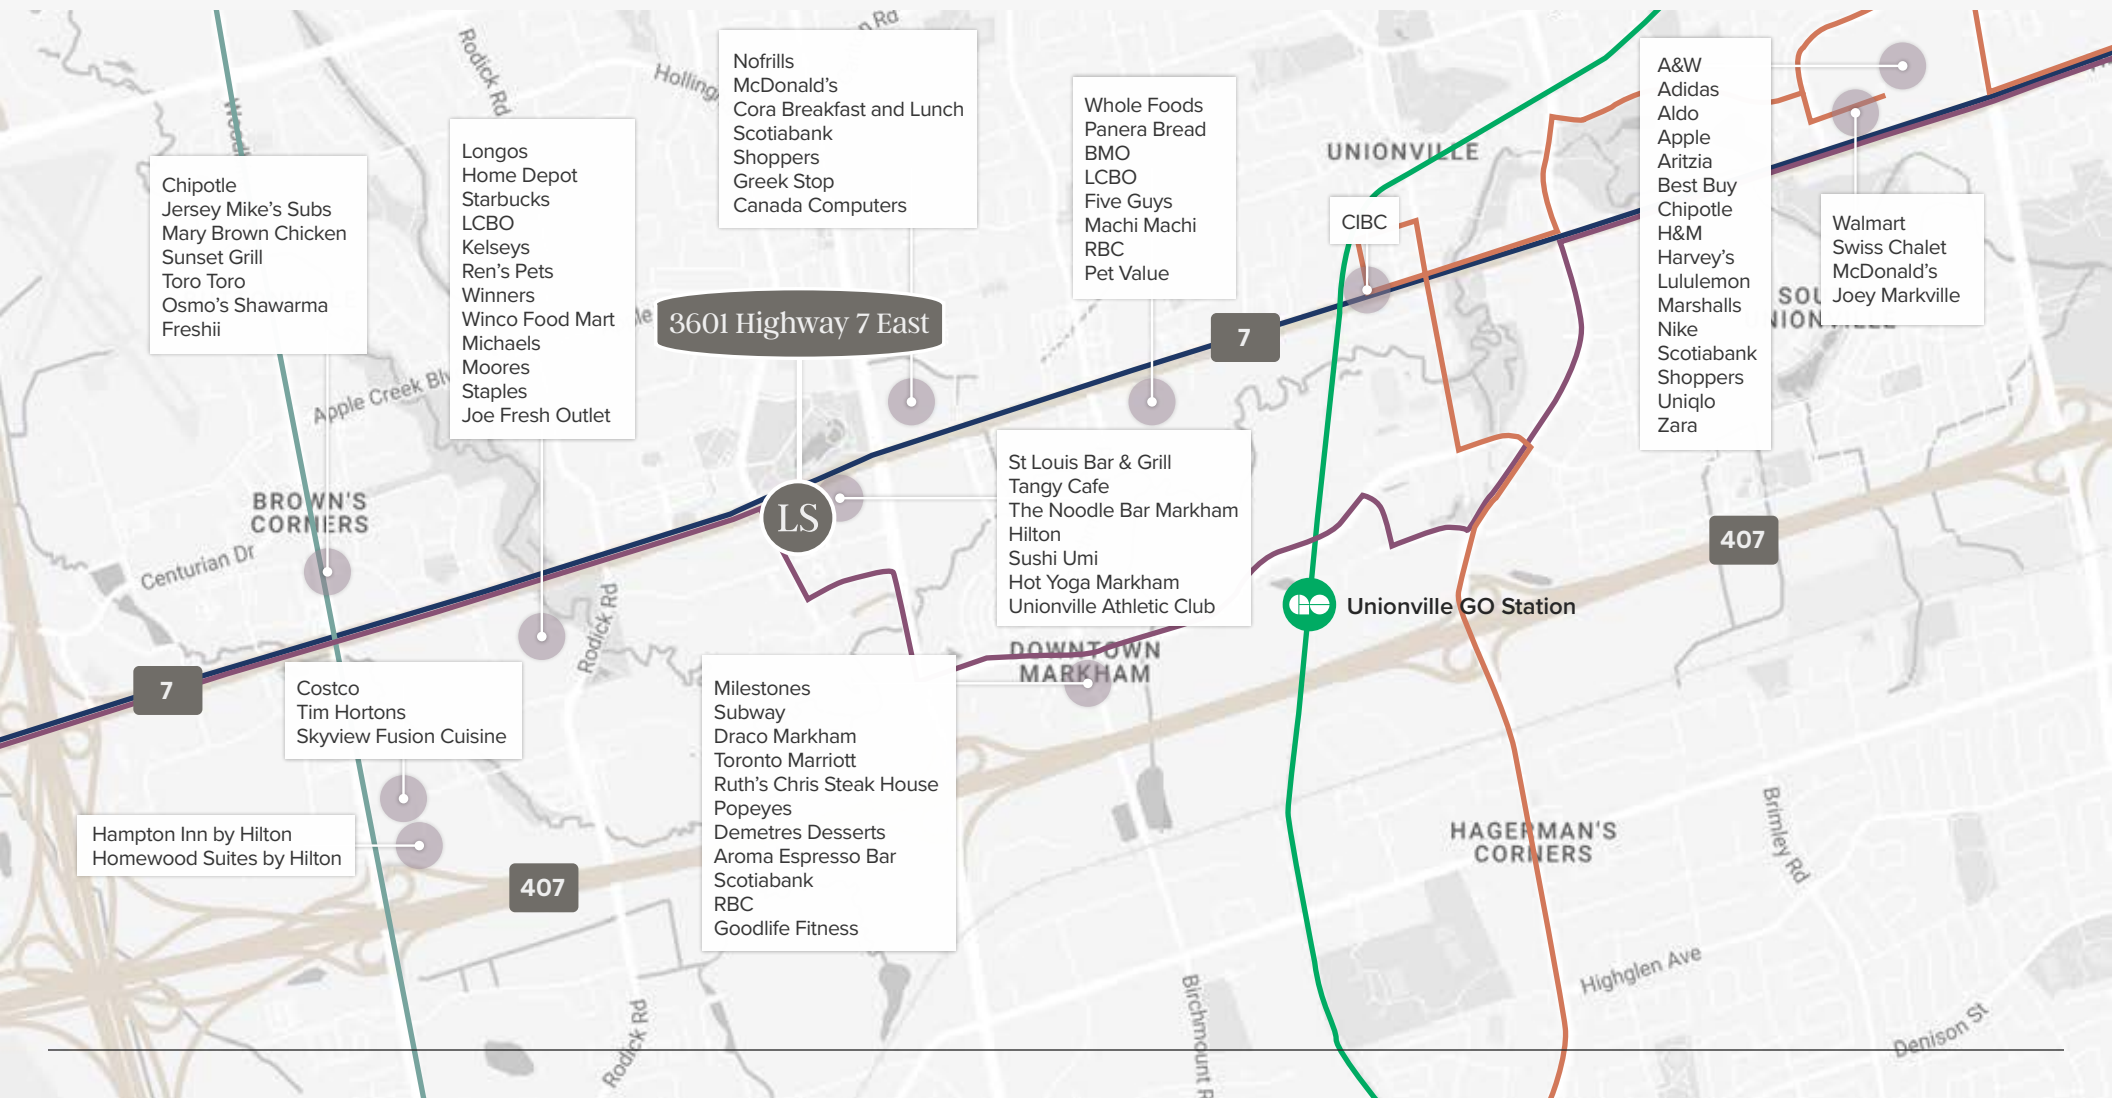 Nofrills
McDonald's
Cora Breakfast and Lunch
Scotiabank
Shoppers
Greek Stop
Canada Computers
Rodick Rd
Whole Foods
Panera Bread
BMO
LCBO
Five Guys
Machi Machi
RBC
Pet Value
A&W
Adidas
Aldo
Apple
Aritzia
Best Buy
Chipotle
H&M
Harvey's
Lululemon
Marshalls
Nike
Scotiabank
Shoppers
Uniqlo
Zara
Longos
Home Depot
Starbucks
LCBO
Kelseys
Ren's Pets
Winners
Winco Food Mart
Michaels
Moores
Staples
Joe Fresh Outlet
Chipotle
Jersey Mike's Subs
Mary Brown Chicken
Sunset Grill
Toro Toro
Osmo's Shawarma
Freshii
UNIONVILLE
CIBC
Walmart
Swiss Chalet
McDonald's
Joey Markville
3601 Highway 7 East
7
Apple Creek
St Louis Bar & Grill
Tangy Cafe
The Noodle Bar Markham
Hilton
Sushi Umi
Hot Yoga Markham
Unionville Athletic Club
LS
BROWN'S
CORNERS
Centurian Dr
407
Rodick Rd
Unionville GO Station
DOWNTOWN
MARKHAM
7
Costco
Tim Hortons
Skyview Fusion Cuisine
Milestones
Subway
Draco Markham
Toronto Marriott
Ruth's Chris Steak House
Popeyes
Demetres Desserts
Aroma Espresso Bar
Scotiabank
RBC
Goodlife Fitness
Hampton Inn by Hilton
Homewood Suites by Hilton
407
HAGERMAN'S
CORNERS
Brimley Rd
Highglen Ave
Rodick Rd
Birchmount R
Denison St